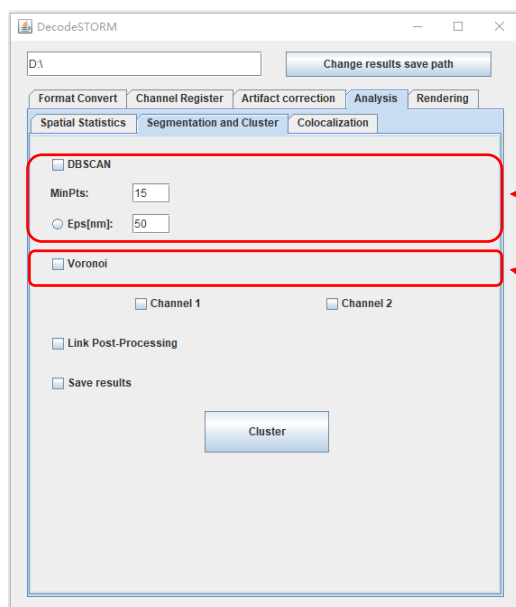 DecodeSTORM
D:\
Change results save path
Format Convert Channel Register Artifact correction Analysis Rendering
Spatial Statistics Segmentation and Cluster Colocalization
DBSCAN
MinPts: 15
Eps[nm]: 50
Voronoi
Channel 1 Channel 2
Link Post-Processing
Save results
Cluster